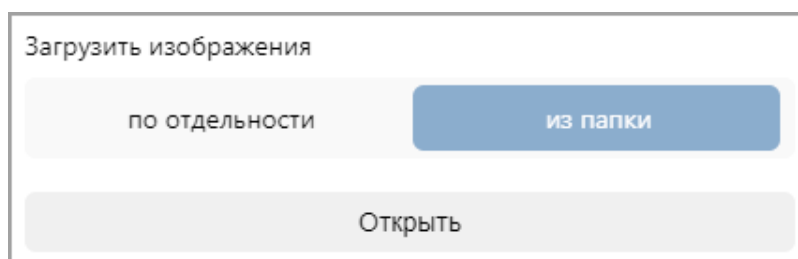 Загрузить изображения
по отдельности из папки
Открыть